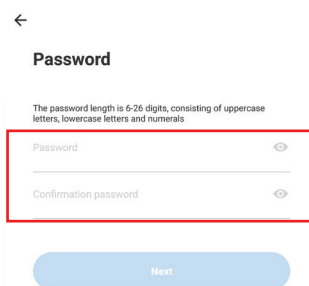 Password
The password length is 6-26 digits, consisting of uppercase
letters, lowercase letters and numerals
Password
Confirmation password
Next